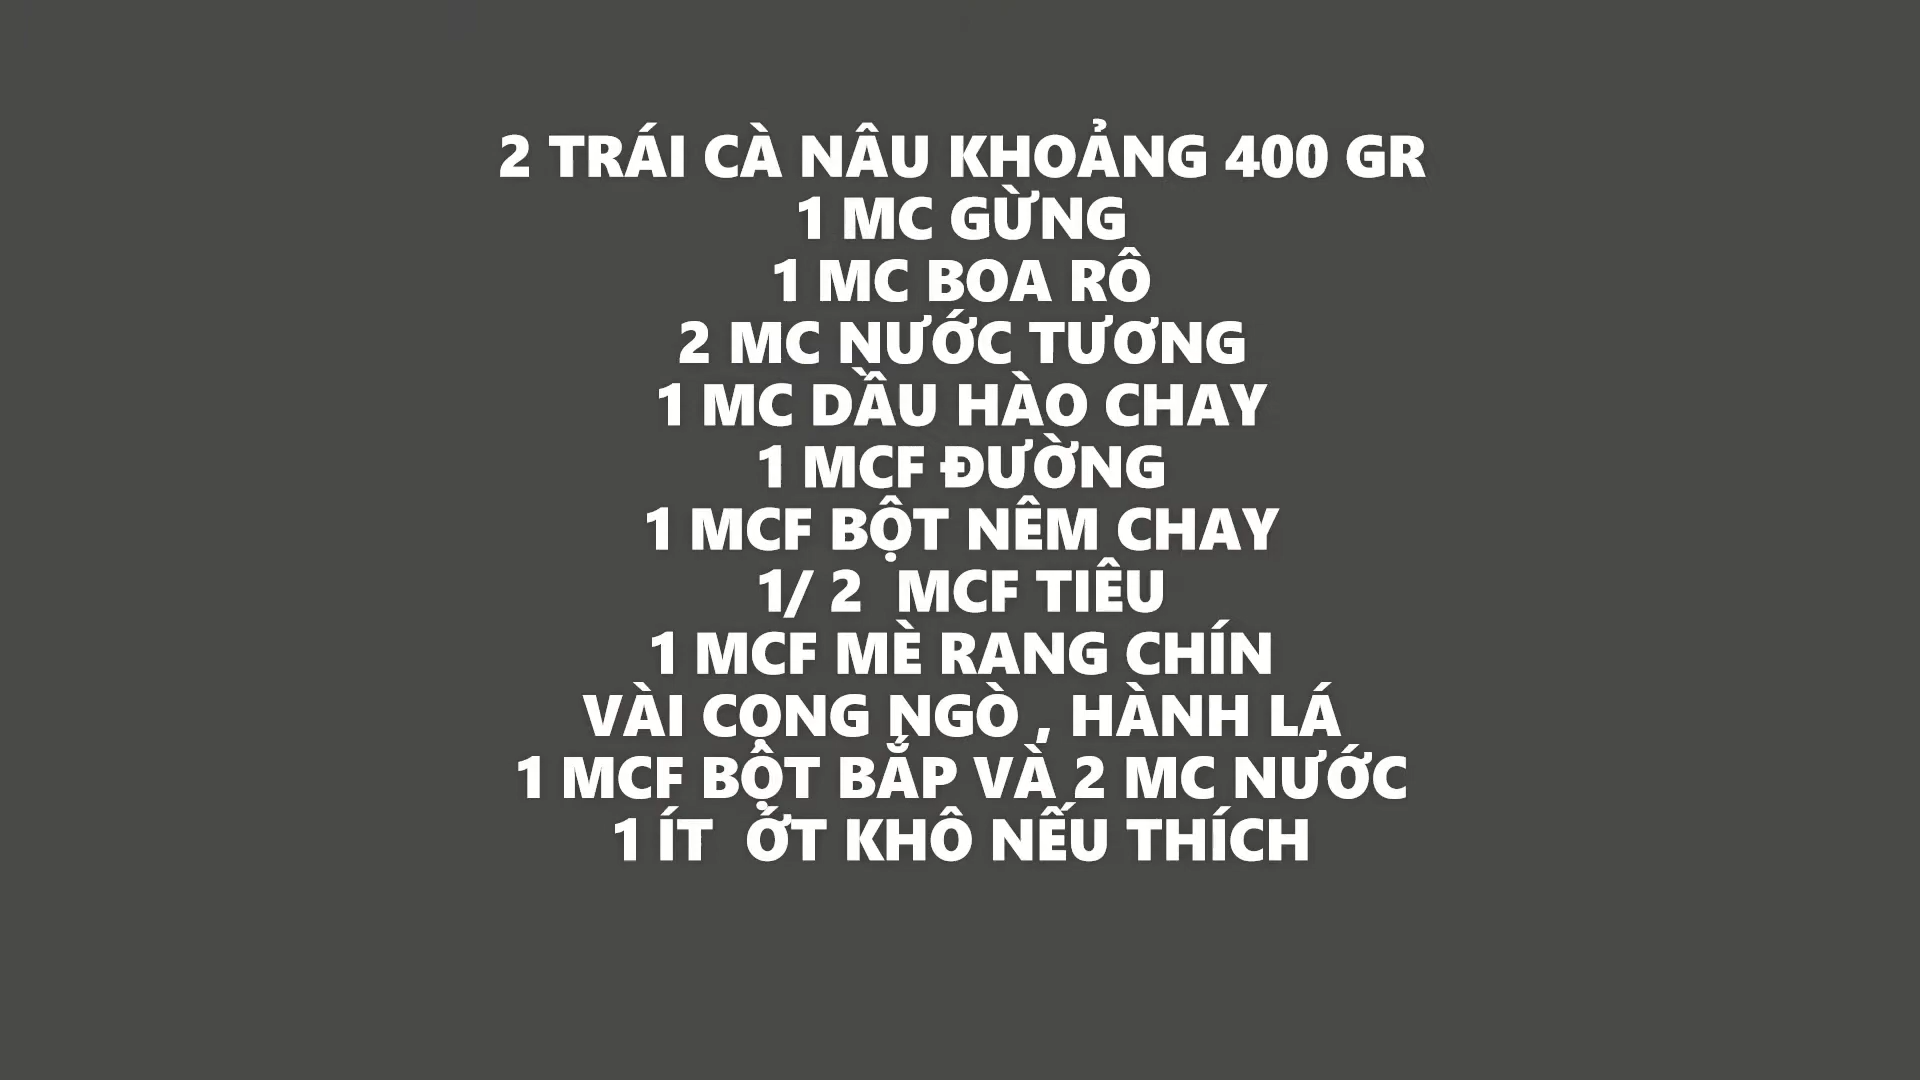 2 TRÁI CÀ NÂU KHOẢNG 400 GR
1 MC GỪNG
1 MC BOA RÔ
2 MC NƯỚC TƯƠNG
1 MC DẦU HÀO CHAY
1 MCF ĐƯỜNG
1 MCF BỘT NÊM CHAY
1/ 2  MCF TIÊU
1 MCF MÈ RANG CHÍN
VÀI CỌNG NGÒ , HÀNH LÁ
1 MCF BỘT BẮP VÀ 2 MC NƯỚC
1 ÍT  ỚT KHÔ NẾU THÍCH